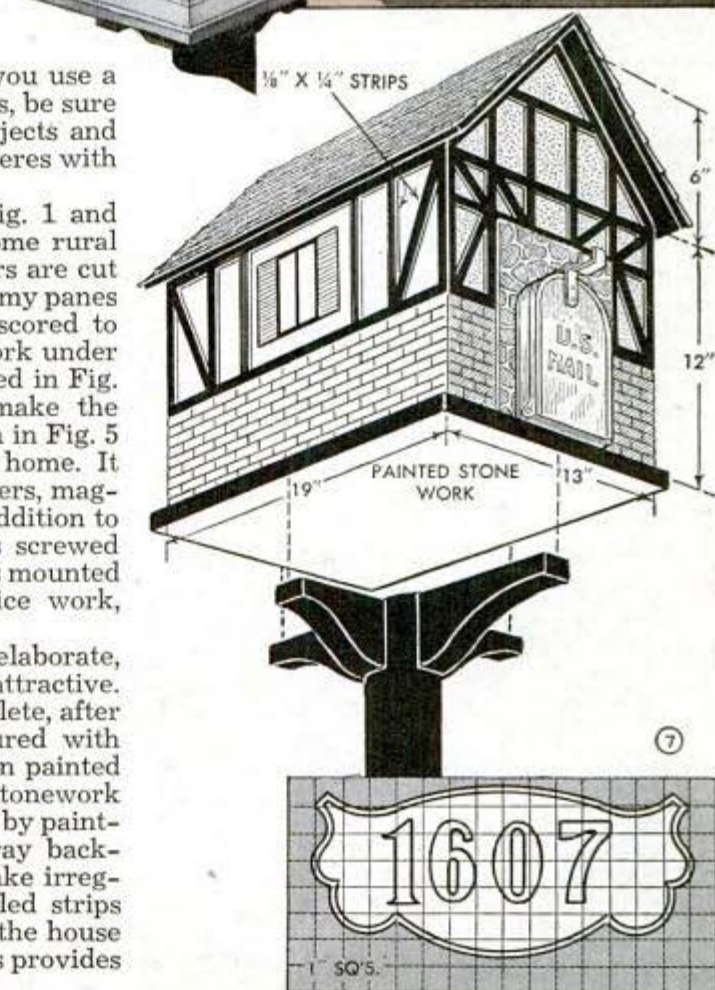 you use a
s, be sure
jects and
eres with
ig. 1 and
ome rural
rs are cut
my panes
scored to
ork under
ed in Fig.
make the
n in Fig. 5
home. It
ers, mag-
ddition to
s screwed
s mounted
ice work,
elaborate,
attractive.
lete, after
ured with
n painted
tonework
by paint-
ay back-
ake irreg-
led strips
the house
s provides
⅛" X ¼" STRIPS
6"
U.S.
MAIL
12"
PAINTED STONE
WORK
19"
13"
7
1607
1" SQ'S.